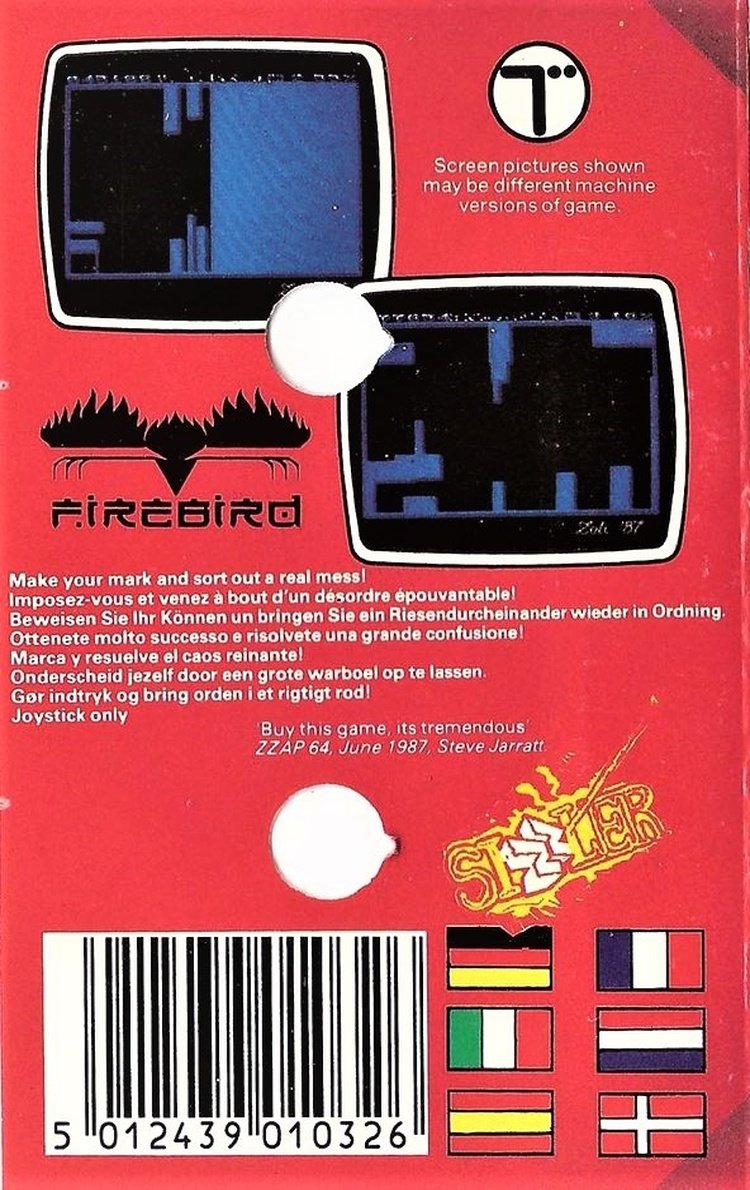 Screen pictures shown
may be different machine
versions of game.
Zoli '87
FIREBIRD
Make your mark and sort out a real mess!
Imposez-vous et venez à bout d'un désordre épouvantable!
Beweisen Sie Ihr Können un bringen Sie ein Riesendurcheinander wieder in Ordning.
Ottenete molto successo e risolvete una grande confusione!
Marca y resuelve el caos reinante!
Onderscheid jezelf door een grote warboel op te lassen.
Gør indtryk og bring orden i et rigtigt rod!
Joystick only
'Buy this game, its tremendous'
ZZAP 64, June 1987, Steve Jarratt.
SIZZLER
5 012439 010326